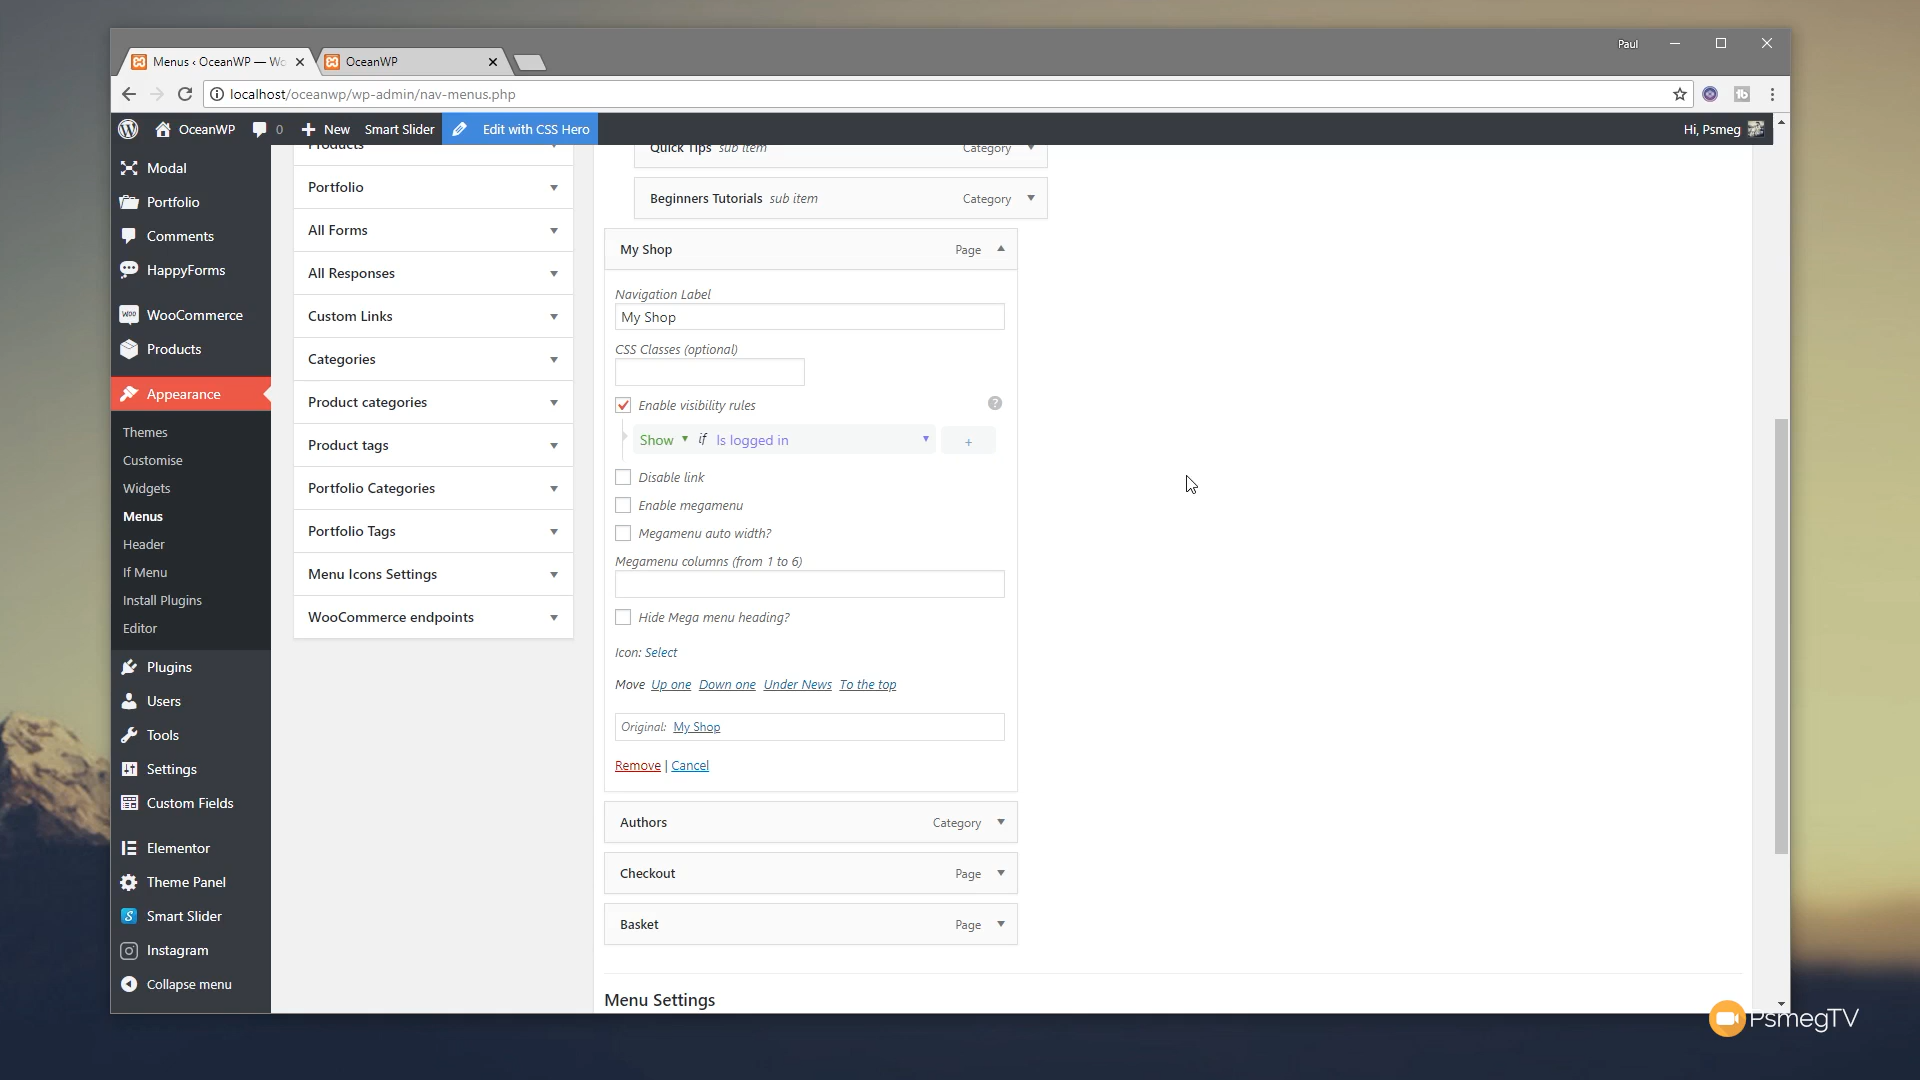 Paul
Menus ‹ OceanWP — Wo
OceanWP
localhost/oceanwp/wp-admin/nav-menus.php
OceanWP
0
New
Smart Slider
Edit with CSS Hero
Hi, Psmeg
Modal
Portfolio
Comments
HappyForms
WooCommerce
Products
Appearance
Themes
Customise
Widgets
Menus
Header
If Menu
Install Plugins
Editor
Plugins
Users
Tools
Settings
Custom Fields
Elementor
Theme Panel
Smart Slider
Instagram
Collapse menu
Products
Portfolio
All Forms
All Responses
Custom Links
Categories
Product categories
Product tags
Portfolio Categories
Portfolio Tags
Menu Icons Settings
WooCommerce endpoints
Quick Tips sub item Category
Beginners Tutorials sub item Category
My Shop Page
Navigation Label
My Shop
CSS Classes (optional)
Enable visibility rules ?
Show if Is logged in +
Disable link
Enable megamenu
Megamenu auto width?
Megamenu columns (from 1 to 6)
Hide Mega menu heading?
Icon: Select
Move Up one Down one Under News To the top
Original: My Shop
Remove | Cancel
Authors Category
Checkout Page
Basket Page
Menu Settings
PsmegTV